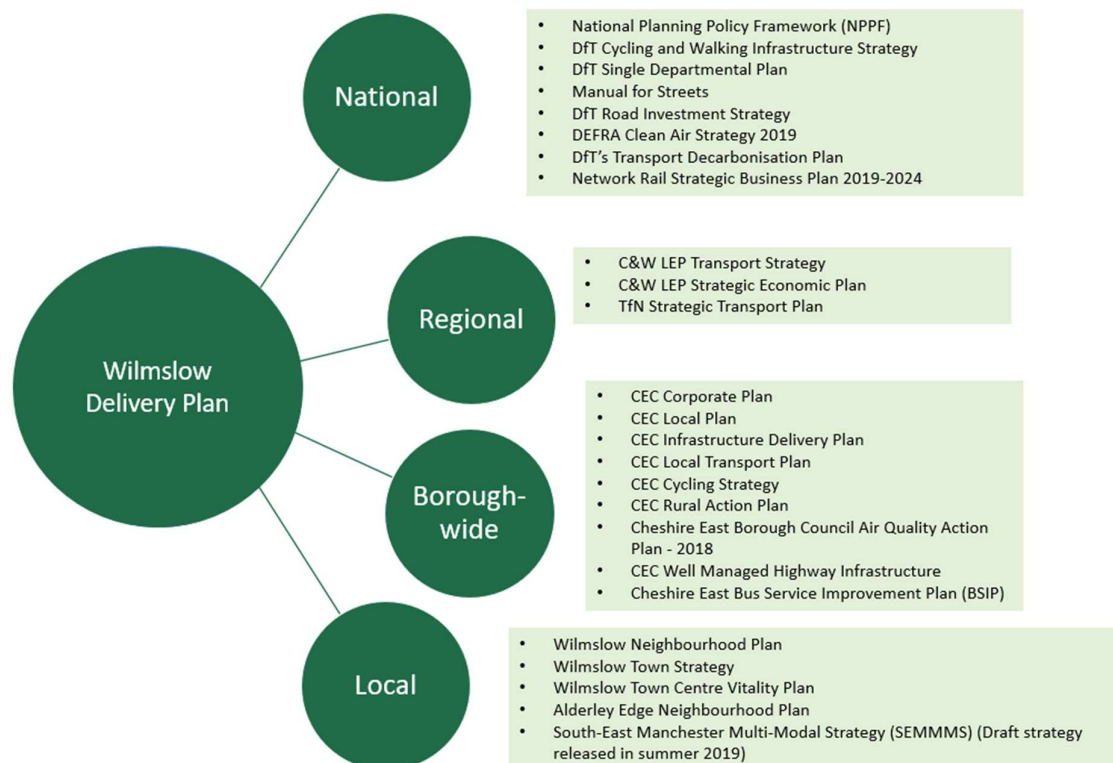 National
• National Planning Policy Framework (NPPF)
• DfT Cycling and Walking Infrastructure Strategy
• DfT Single Departmental Plan
• Manual for Streets
• DfT Road Investment Strategy
• DEFRA Clean Air Strategy 2019
• DfT's Transport Decarbonisation Plan
• Network Rail Strategic Business Plan 2019-2024
Regional
• C&W LEP Transport Strategy
• C&W LEP Strategic Economic Plan
• TfN Strategic Transport Plan
Wilmslow
Delivery Plan
Borough-
wide
• CEC Corporate Plan
• CEC Local Plan
• CEC Infrastructure Delivery Plan
• CEC Local Transport Plan
• CEC Cycling Strategy
• CEC Rural Action Plan
• Cheshire East Borough Council Air Quality Action
Plan - 2018
• CEC Well Managed Highway Infrastructure
• Cheshire East Bus Service Improvement Plan (BSIP)
Local
• Wilmslow Neighbourhood Plan
• Wilmslow Town Strategy
• Wilmslow Town Centre Vitality Plan
• Alderley Edge Neighbourhood Plan
• South-East Manchester Multi-Modal Strategy (SEMMMS) (Draft strategy
released in summer 2019)